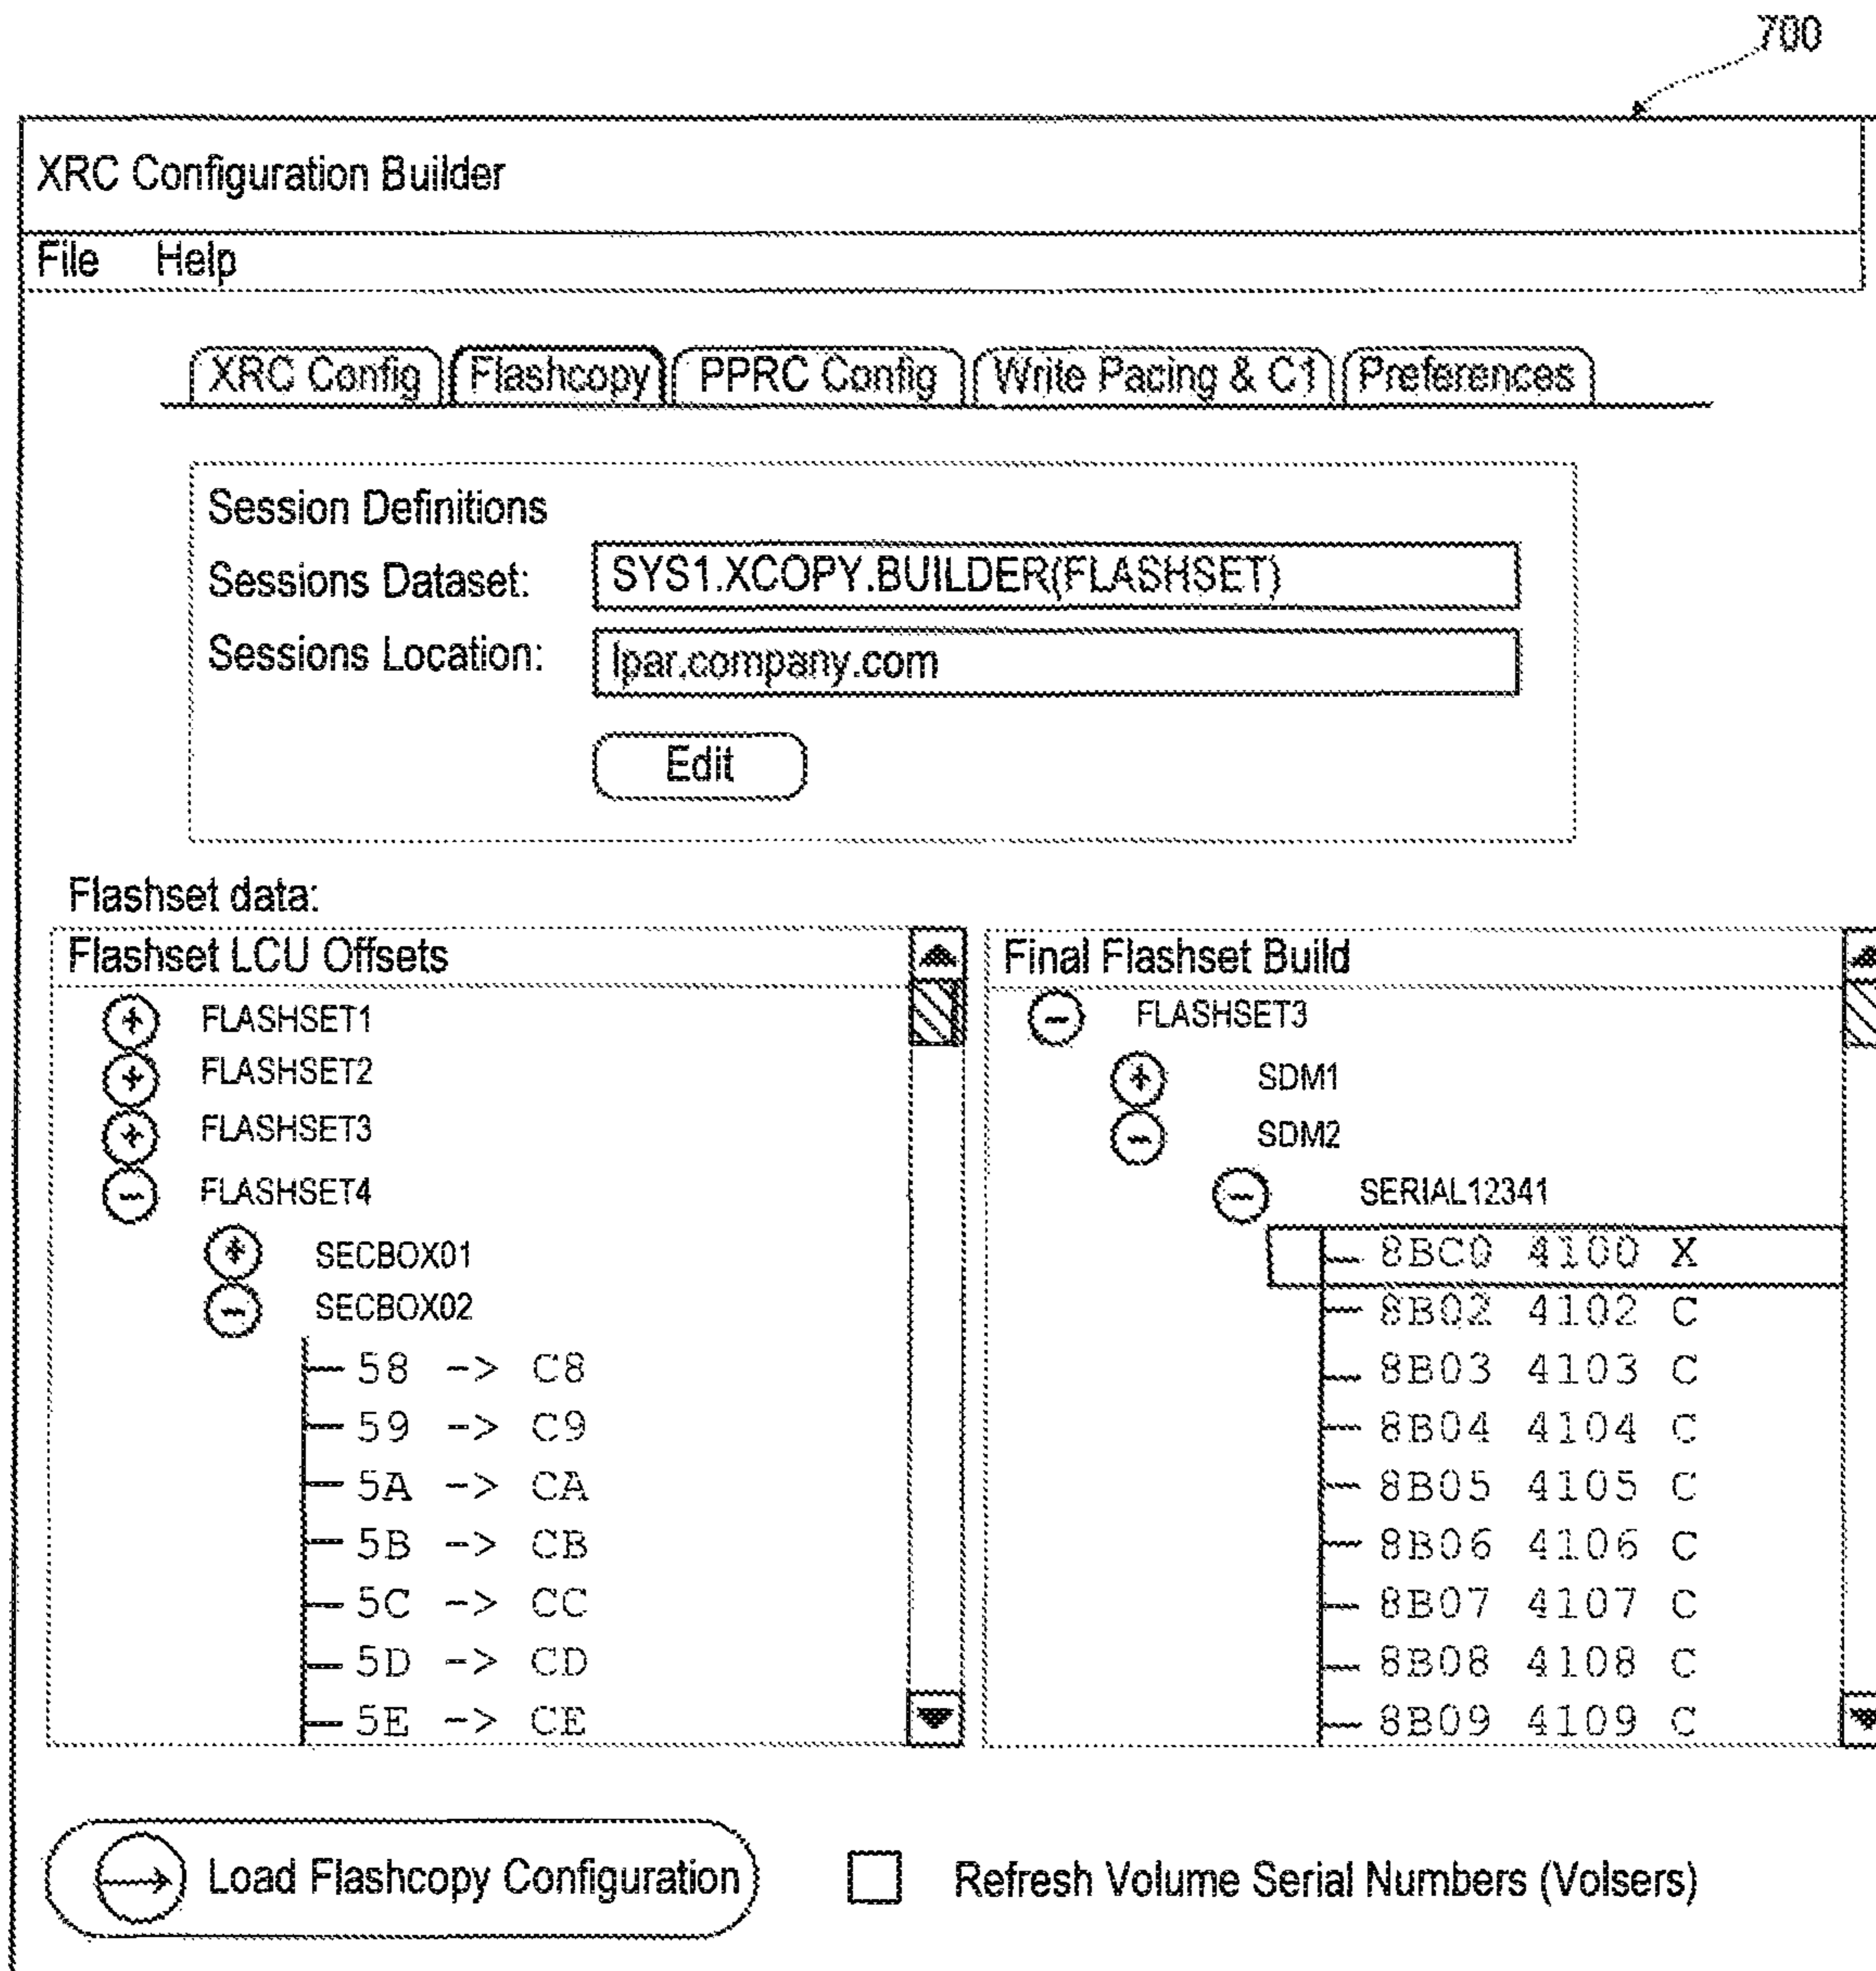 700
XRC Configuration Builder
File Help
XRC Config Flashcopy PPRC Config Write Pacing & C1 Preferences
Session Definitions
Sessions Dataset: SYS1.XCOPY.BUILDER(FLASHSET)
Sessions Location: lpar.company.com
Edit
Flashset data:
Flashset LCU Offsets
+ FLASHSET1
+ FLASHSET2
+ FLASHSET3
- FLASHSET4
+ SECBOX01
- SECBOX02
58 -> C8
59 -> C9
5A -> CA
5B -> CB
5C -> CC
5D -> CD
5E -> CE
Final Flashset Build
- FLASHSET3
+ SDM1
- SDM2
- SERIAL12341
8BC0 4100 X
8B02 4102 C
8B03 4103 C
8B04 4104 C
8B05 4105 C
8B06 4106 C
8B07 4107 C
8B08 4108 C
8B09 4109 C
Load Flashcopy Configuration
Refresh Volume Serial Numbers (Volsers)